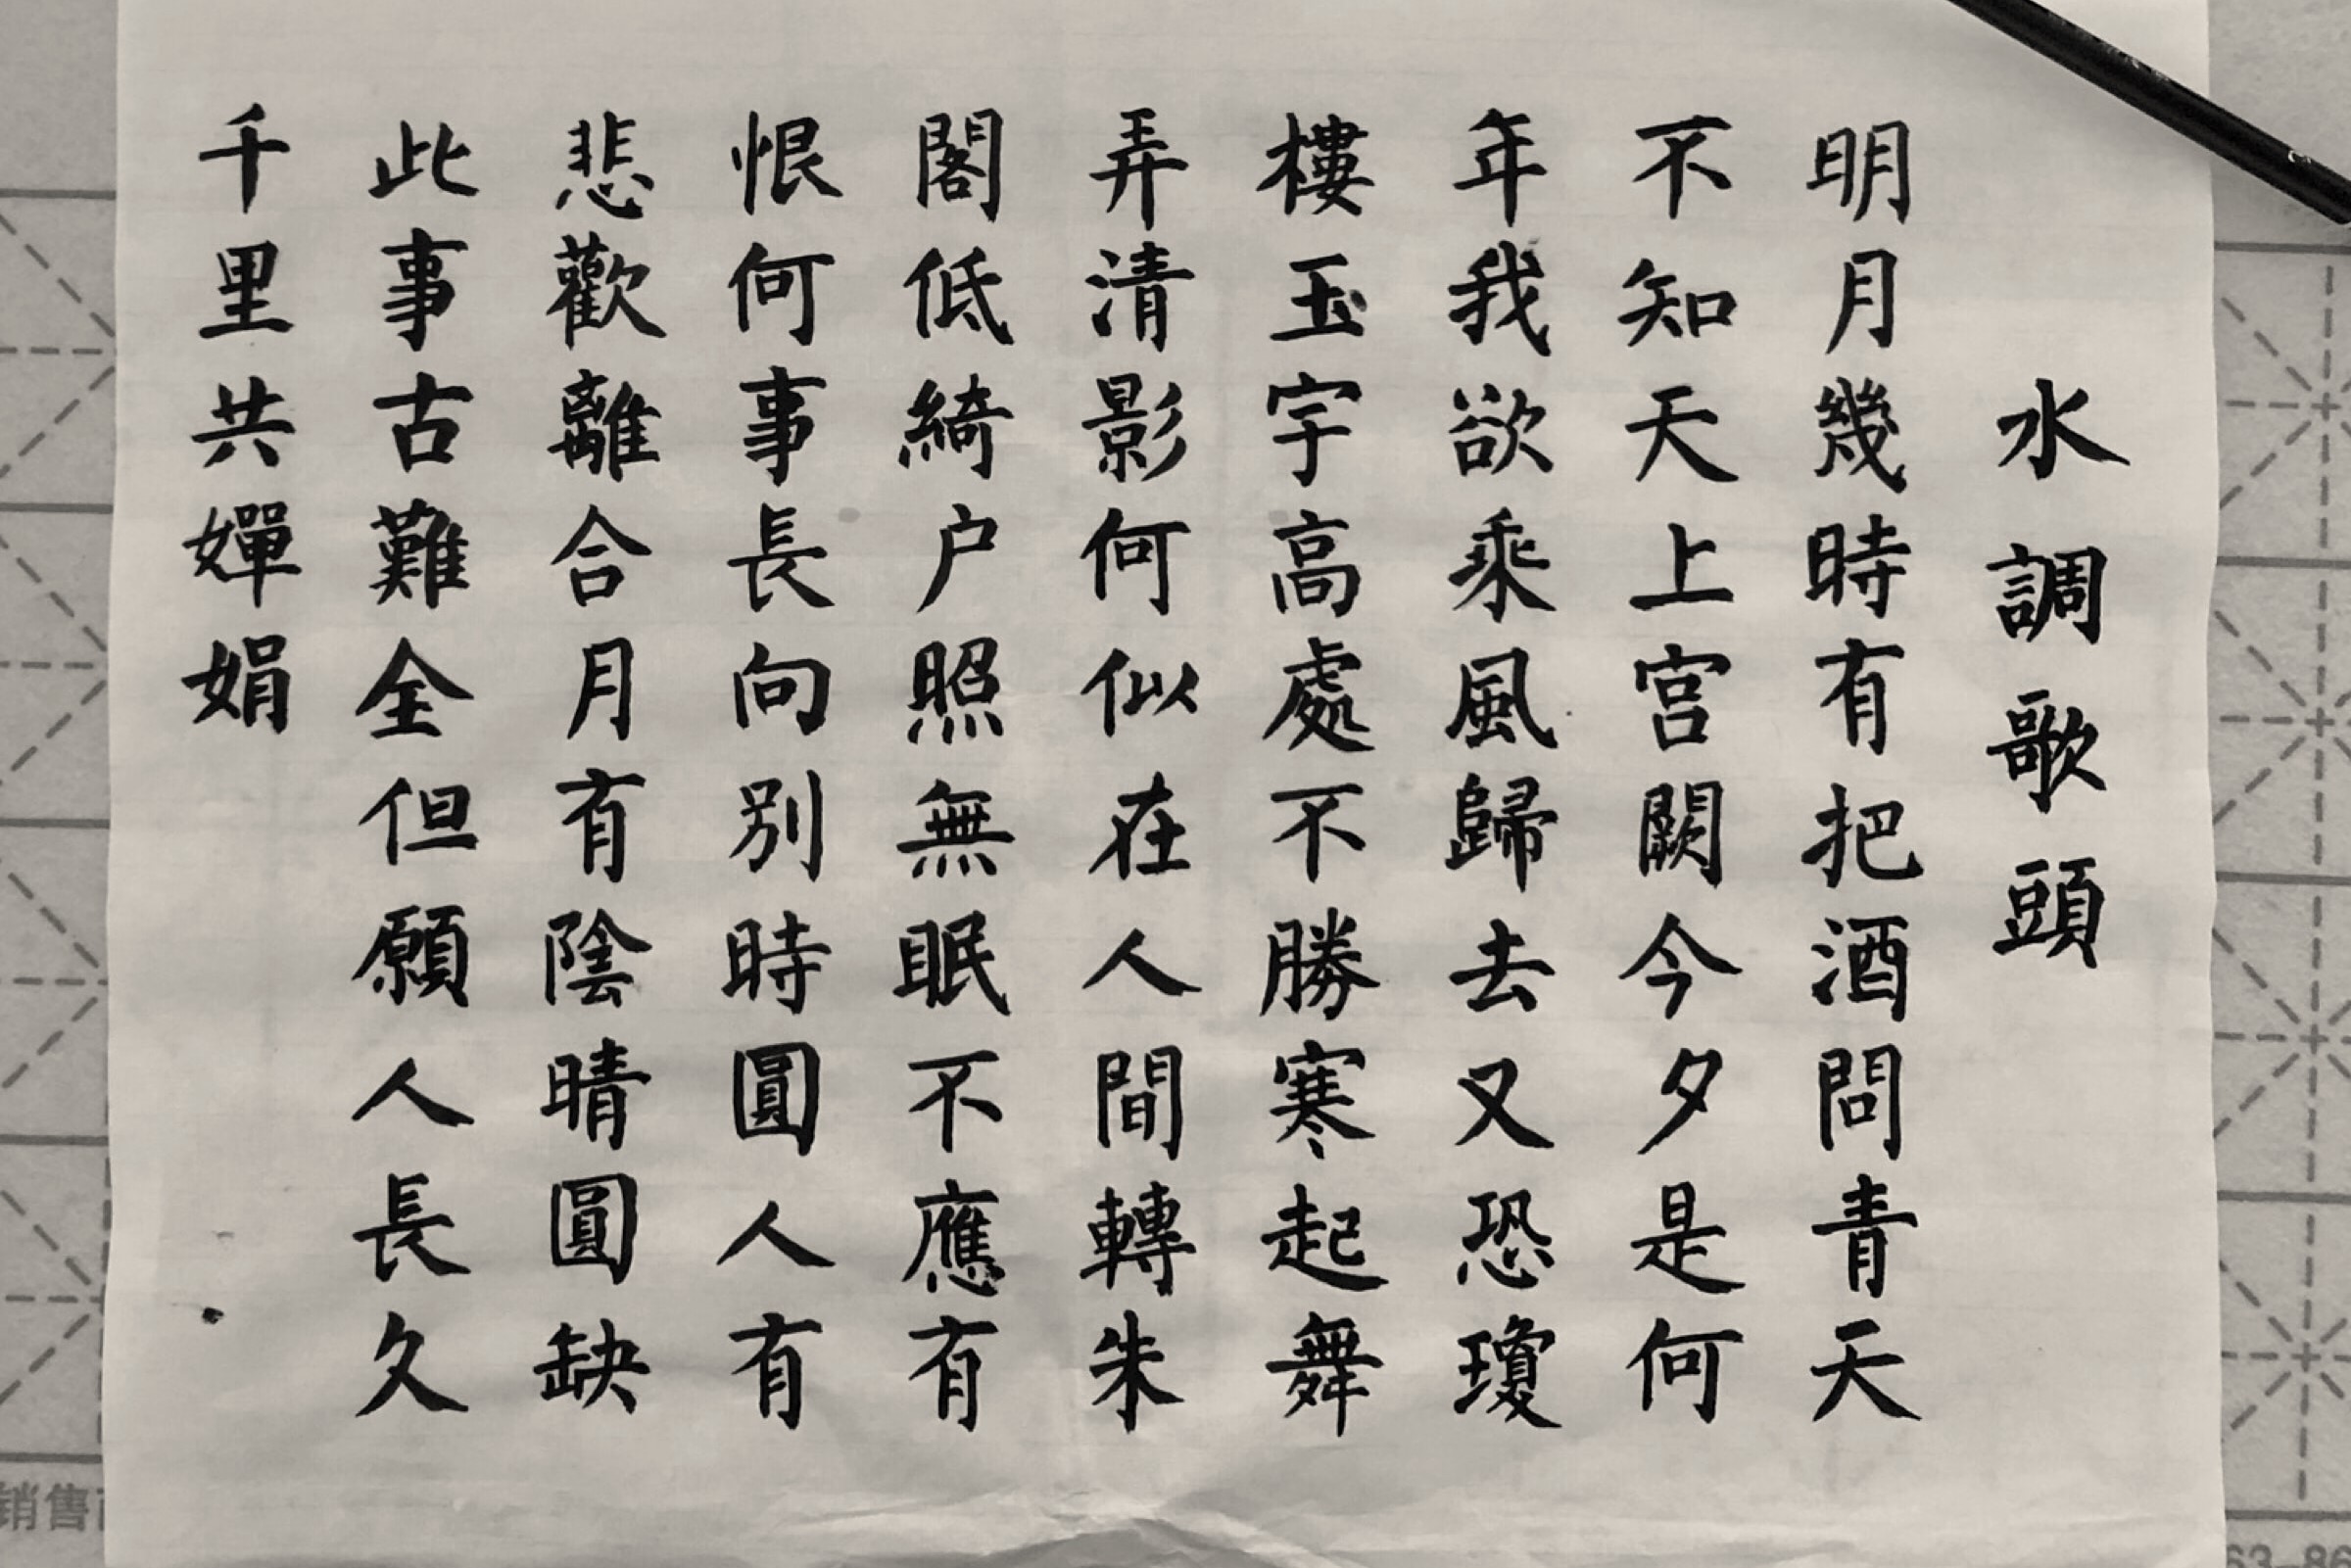 水調歌頭
明月幾時有把酒問青天
不知天上宮闕今夕是何
年我欲乘風歸去又恐瓊
樓玉宇高處不勝寒起舞
弄清影何似在人間轉朱
閣低綺户照無眠不應有
恨何事長向別時圓人有
悲歡離合月有陰晴圓缺
此事古難全但願人長久
千里共嬋娟
销售